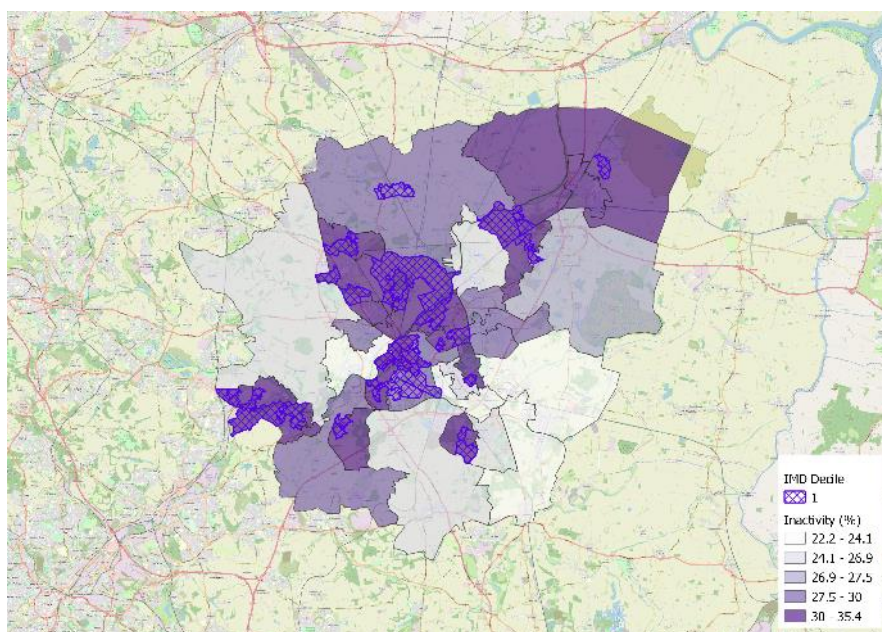 IMD Decile
1
Inactivity (%)
22.2 - 24.1
24.1 - 26.9
26.9 - 27.5
27.5 - 30
30 - 35.4